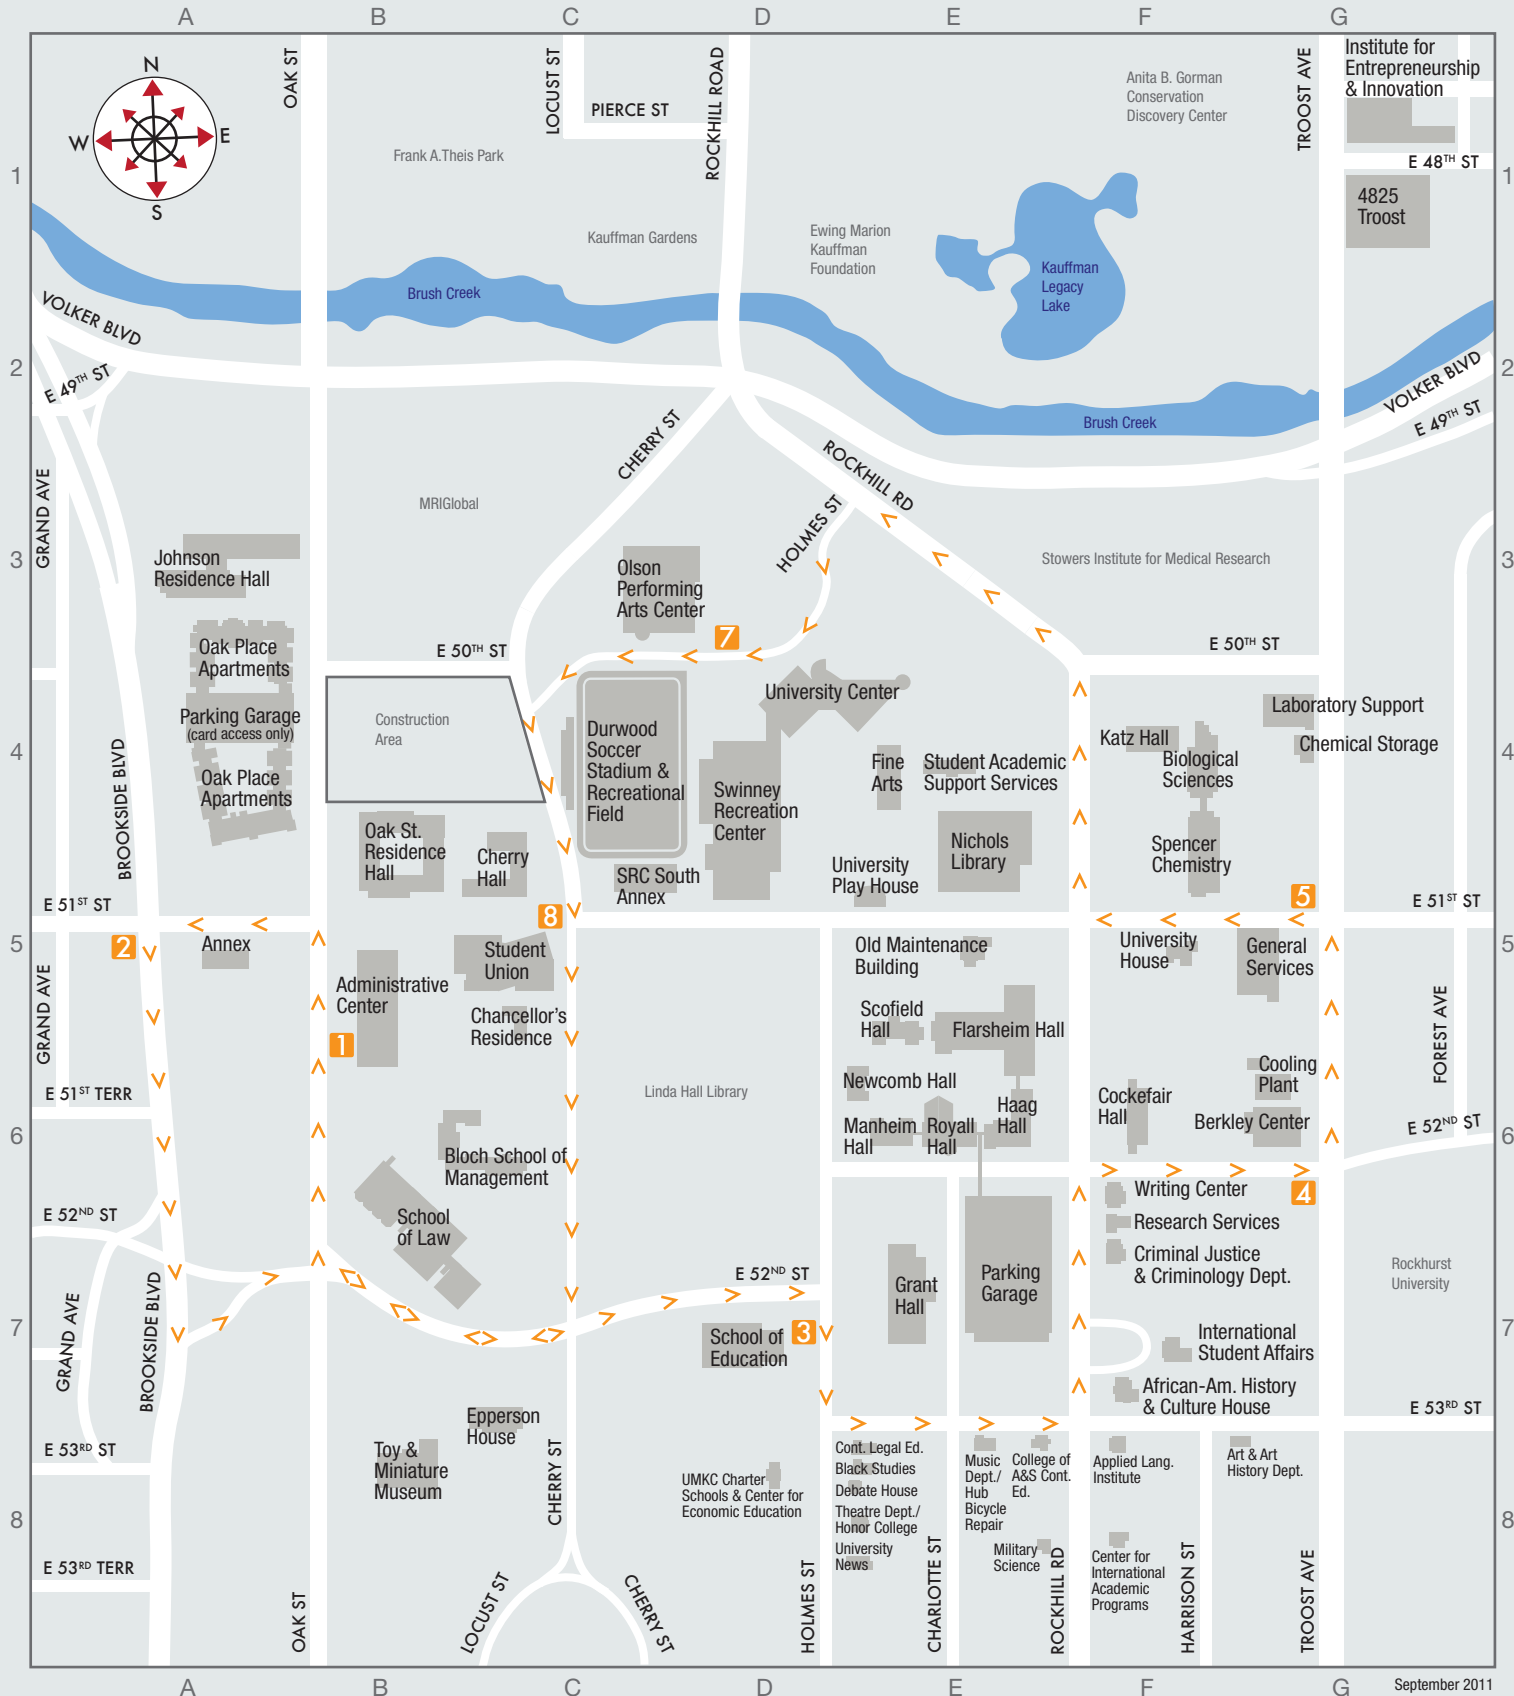 A B C D E F G
N
W E
S
OAK ST
LOCUST ST
PIERCE ST
ROCKHILL ROAD
Anita B. Gorman
Conservation
Discovery Center
TROOST AVE
Institute for
Entrepreneurship
& Innovation
E 48TH ST
1 1
Frank A.Theis Park
4825
Troost
Kauffman Gardens
Ewing Marion
Kauffman
Foundation
Kauffman
Legacy
Lake
Brush Creek
VOLKER BLVD
2 2
E 49TH ST
VOLKER BLVD
E 49TH ST
Brush Creek
CHERRY ST
ROCKHILL RD
GRAND AVE
MRIGlobal
HOLMES ST
3 3
Johnson
Residence Hall
Olson
Performing
Arts Center
Stowers Institute for Medical Research
7
E 50TH ST
E 50TH ST
Oak Place
Apartments
University Center
Parking Garage
(card access only)
Construction
Area
Laboratory Support
Durwood
Soccer
Stadium &
Recreational
Field
Katz Hall
Chemical Storage
4 4
BROOKSIDE BLVD
Fine
Arts
Student Academic
Support Services
Biological
Sciences
Oak Place
Apartments
Swinney
Recreation
Center
Oak St.
Residence
Hall
Cherry
Hall
Nichols
Library
Spencer
Chemistry
SRC South
Annex
University
Play House
E 51ST ST
8
5
E 51ST ST
5 5
2
Annex
Student
Union
Old Maintenance
Building
University
House
General
Services
Administrative
Center
GRAND AVE
Chancellor's
Residence
Scofield
Hall
Flarsheim Hall
FOREST AVE
1
E 51ST TERR
Linda Hall Library
Newcomb Hall
Cooling
Plant
Cockefair
Hall
Haag
Hall
Manheim
Hall
Royall
Hall
Berkley Center
E 52ND ST
6 6
Bloch School of
Management
4
Writing Center
E 52ND ST
School
of Law
Research Services
Criminal Justice
& Criminology Dept.
Rockhurst
University
E 52ND ST
Grant
Hall
Parking
Garage
7 7
GRAND AVE
BROOKSIDE BLVD
School of
Education
3
International
Student Affairs
African-Am. History
& Culture House
E 53RD ST
Epperson
House
E 53RD ST
Toy &
Miniature
Museum
CHERRY ST
UMKC Charter
Schools & Center for
Economic Education
Cont. Legal Ed.
Black Studies
Debate House
Theatre Dept./
Honor College
University
News
Music
Dept./
Hub
Bicycle
Repair
College of
A&S Cont.
Ed.
Applied Lang.
Institute
Art & Art
History Dept.
8 8
Military
Science
Center for
International
Academic
Programs
E 53RD TERR
OAK ST
LOCUST ST
CHERRY ST
HOLMES ST
CHARLOTTE ST
ROCKHILL RD
HARRISON ST
TROOST AVE
A B C D E F G
September 2011